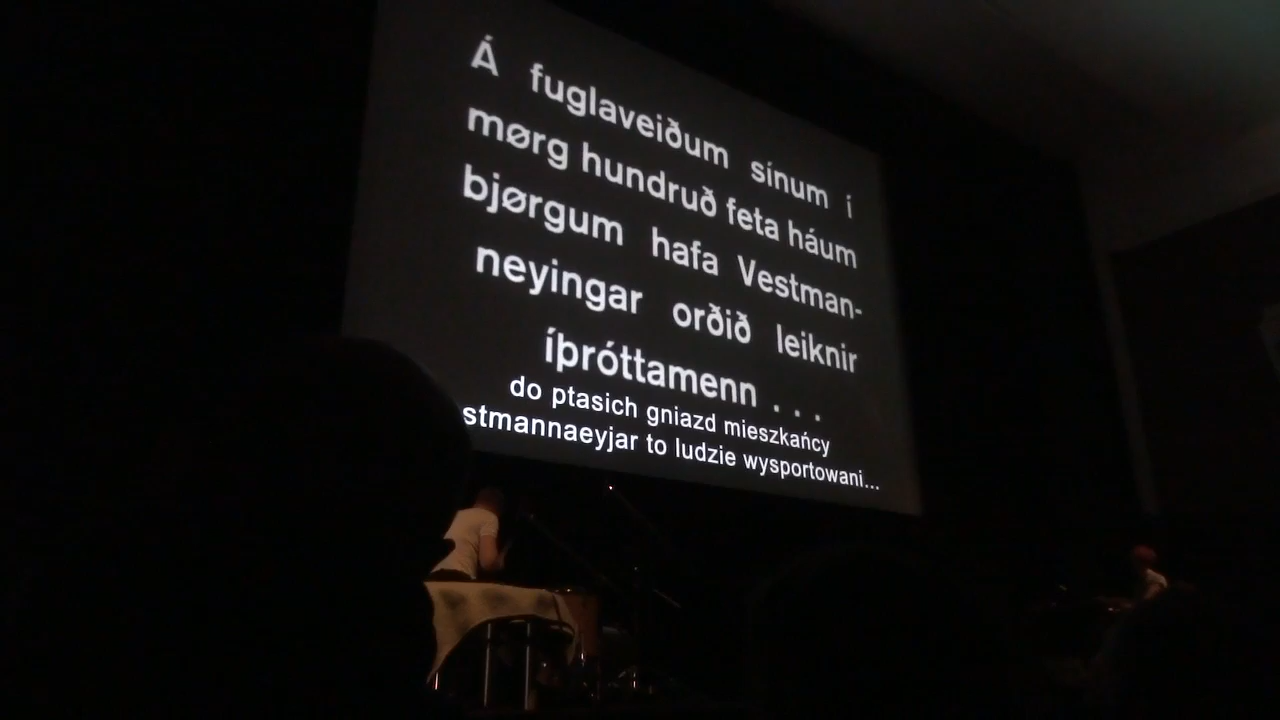 Á fuglaveiðum sínum í
mørg hundruð feta háum
bjørgum hafa Vestman-
neyingar orðið leiknir
íþróttamenn . . .
do ptasich gniazd mieszkańcy
stmannaeyjar to ludzie wysportowani...